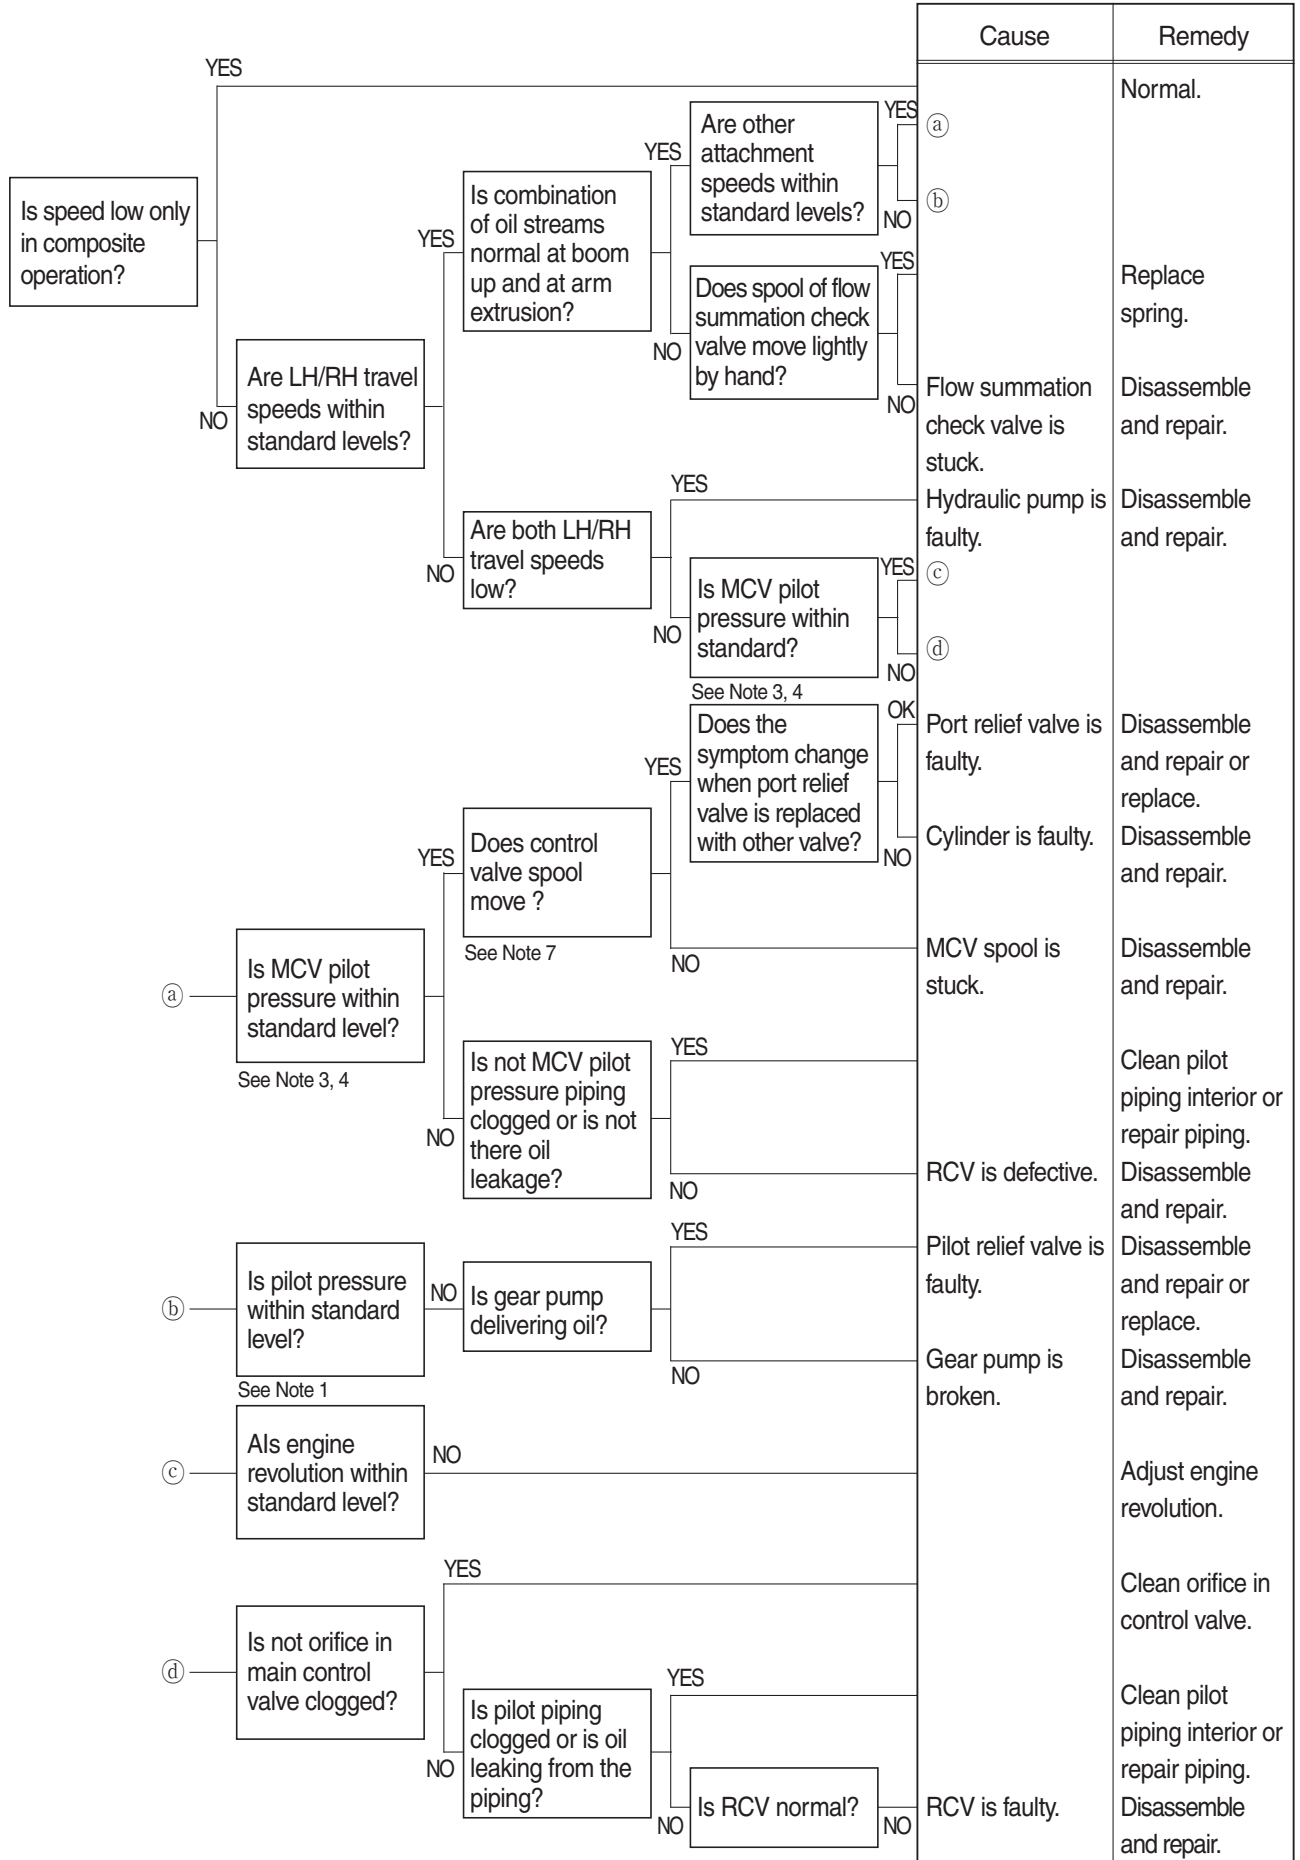 Cause
Remedy
YES
Normal.
Is speed low only
in composite
operation?
NO
Are LH/RH travel
speeds within
standard levels?
YES
Is combination
of oil streams
normal at boom
up and at arm
extrusion?
YES
Are other
attachment
speeds within
standard levels?
YES
ⓐ
NO
ⓑ
NO
Does spool of flow
summation check
valve move lightly
by hand?
YES
Replace
spring.
NO
Flow summation
check valve is
stuck.
Disassemble
and repair.
NO
Are both LH/RH
travel speeds
low?
YES
Hydraulic pump is
faulty.
Disassemble
and repair.
NO
Is MCV pilot
pressure within
standard?
See Note 3, 4
YES
ⓒ
NO
ⓓ
ⓐ
Is MCV pilot
pressure within
standard level?
See Note 3, 4
YES
Does control
valve spool
move ?
See Note 7
YES
Does the
symptom change
when port relief
valve is replaced
with other valve?
OK
Port relief valve is
faulty.
Disassemble
and repair or
replace.
NO
Cylinder is faulty.
Disassemble
and repair.
NO
MCV spool is
stuck.
Disassemble
and repair.
NO
Is not MCV pilot
pressure piping
clogged or is not
there oil
leakage?
YES
Clean pilot
piping interior or
repair piping.
NO
RCV is defective.
Disassemble
and repair.
ⓑ
Is pilot pressure
within standard
level?
See Note 1
NO
Is gear pump
delivering oil?
YES
Pilot relief valve is
faulty.
Disassemble
and repair or
replace.
NO
Gear pump is
broken.
Disassemble
and repair.
ⓒ
AIs engine
revolution within
standard level?
NO
Adjust engine
revolution.
ⓓ
Is not orifice in
main control
valve clogged?
YES
Clean orifice in
control valve.
NO
Is pilot piping
clogged or is oil
leaking from the
piping?
YES
Clean pilot
piping interior or
repair piping.
NO
Is RCV normal?
NO
RCV is faulty.
Disassemble
and repair.